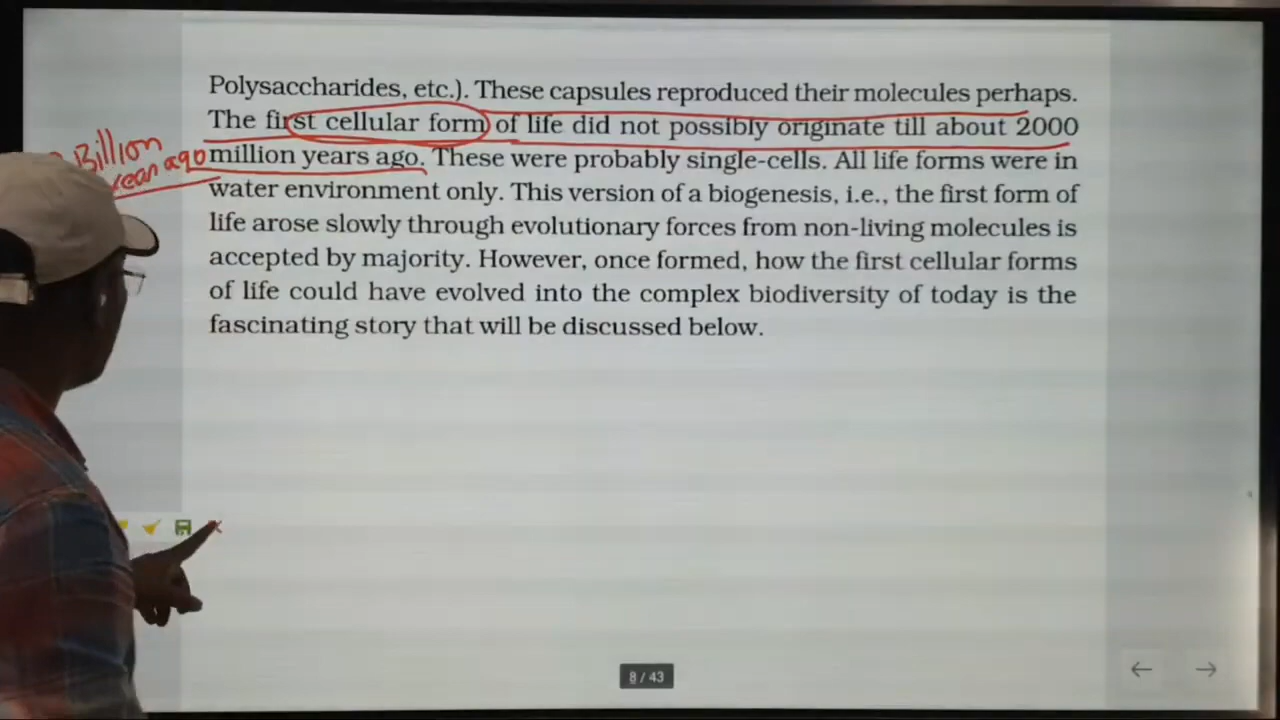 Polysaccharides, etc.). These capsules reproduced their molecules perhaps.
The first cellular form of life did not possibly originate till about 2000
Billion
year ago
million years ago. These were probably single-cells. All life forms were in
water environment only. This version of a biogenesis, i.e., the first form of
life arose slowly through evolutionary forces from non-living molecules is
accepted by majority. However, once formed, how the first cellular forms
of life could have evolved into the complex biodiversity of today is the
fascinating story that will be discussed below.
8 / 43